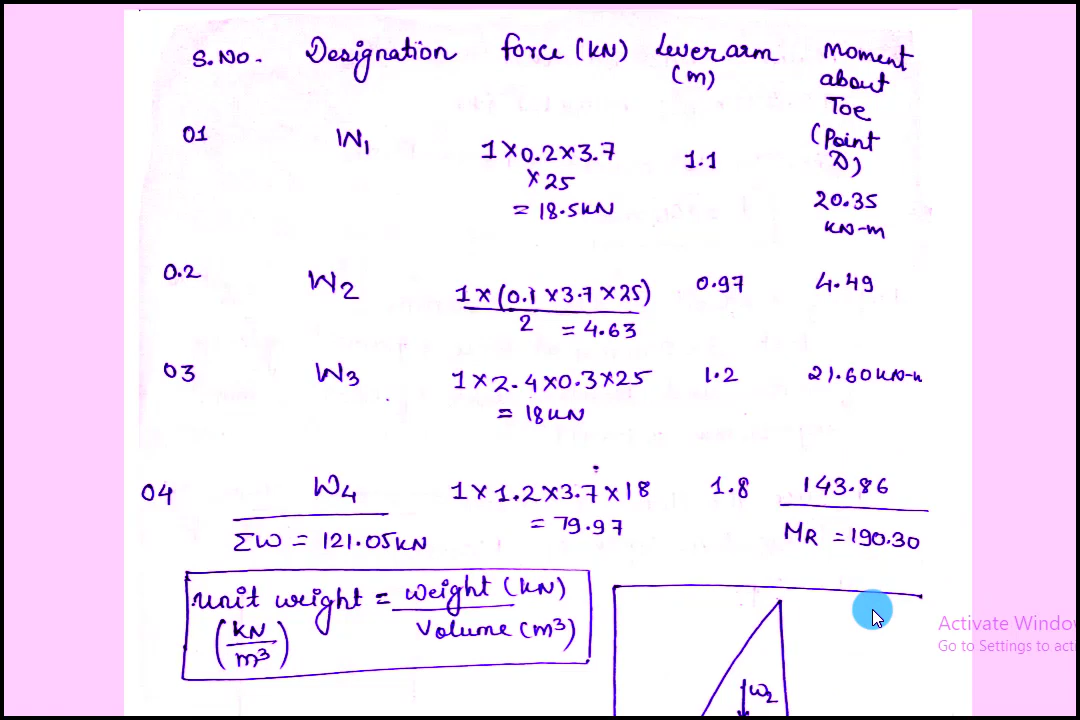 S.No. Designation force (KN) Lever arm (m) Moment about Toe (Point D)
01 W1 1×0.2×3.7 ×25 = 18.5KN 1.1 20.35 KN-m
0.2 W2 1×(0.1×3.7×25) / 2 = 4.63 0.97 4.49
03 W3 1×2.4×0.3×25 = 18KN 1.2 21.60KN-m
04 W4 1×1.2×3.7×18 = 79.97 1.8 143.86
ΣW = 121.05KN MR = 190.30
unit weight = weight (KN) / Volume (m³)
(KN/m³)
W2
Activate Windo
Go to Settings to acti